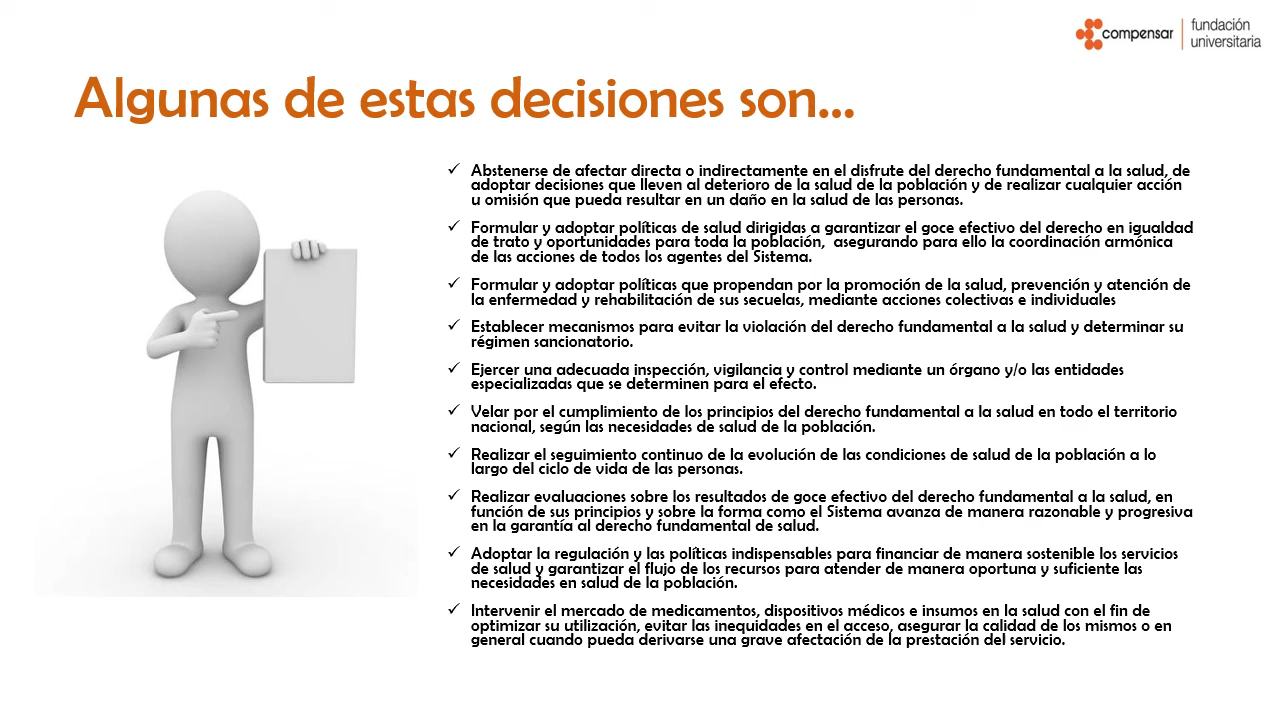 compensar
fundación
universitaria
Algunas de estas decisiones son...
✓ Abstenerse de afectar directa o indirectamente en el disfrute del derecho fundamental a la salud, de
adoptar decisiones que lleven al deterioro de la salud de la población y de realizar cualquier acción
u omisión que pueda resultar en un daño en la salud de las personas.
✓ Formular y adoptar políticas de salud dirigidas a garantizar el goce efectivo del derecho en igualdad
de trato y oportunidades para toda la población, asegurando para ello la coordinación armónica
de las acciones de todos los agentes del Sistema.
✓ Formular y adoptar políticas que propendan por la promoción de la salud, prevención y atención de
la enfermedad y rehabilitación de sus secuelas, mediante acciones colectivas e individuales
✓ Establecer mecanismos para evitar la violación del derecho fundamental a la salud y determinar su
régimen sancionatorio.
✓ Ejercer una adecuada inspección, vigilancia y control mediante un órgano y/o las entidades
especializadas que se determinen para el efecto.
✓ Velar por el cumplimiento de los principios del derecho fundamental a la salud en todo el territorio
nacional, según las necesidades de salud de la población.
✓ Realizar el seguimiento continuo de la evolución de las condiciones de salud de la población a lo
largo del ciclo de vida de las personas.
✓ Realizar evaluaciones sobre los resultados de goce efectivo del derecho fundamental a la salud, en
función de sus principios y sobre la forma como el Sistema avanza de manera razonable y progresiva
en la garantía al derecho fundamental de salud.
✓ Adoptar la regulación y las políticas indispensables para financiar de manera sostenible los servicios
de salud y garantizar el flujo de los recursos para atender de manera oportuna y suficiente las
necesidades en salud de la población.
✓ Intervenir el mercado de medicamentos, dispositivos médicos e insumos en la salud con el fin de
optimizar su utilización, evitar las inequidades en el acceso, asegurar la calidad de los mismos o en
general cuando pueda derivarse una grave afectación de la prestación del servicio.